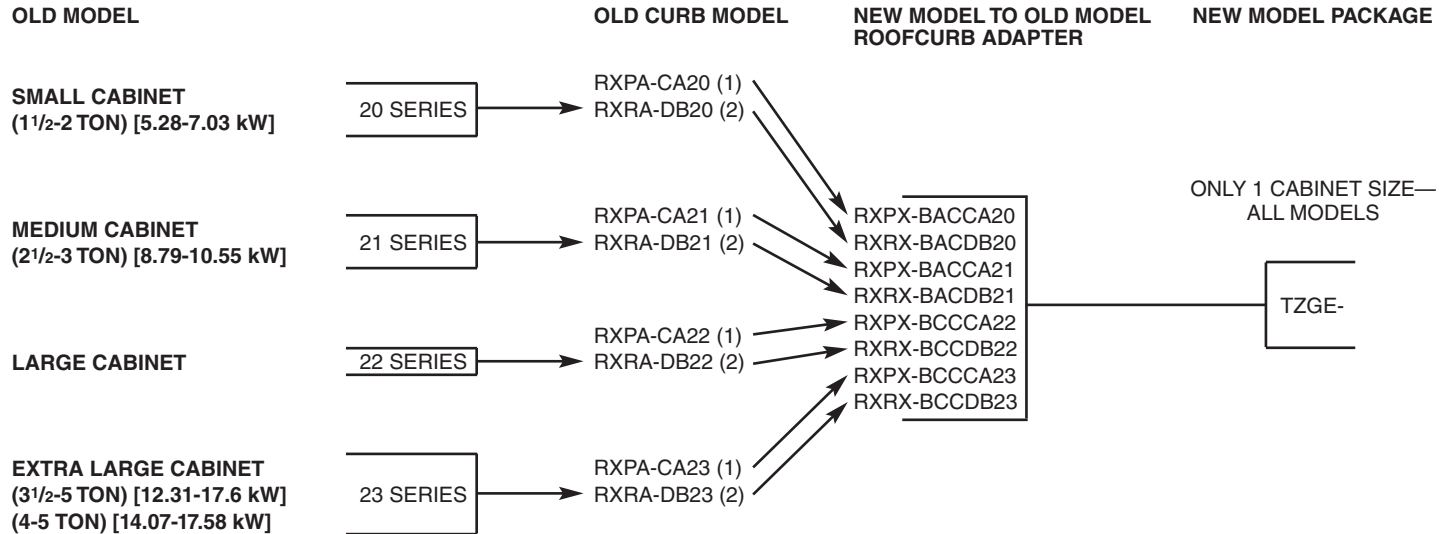 OLD MODEL
OLD CURB MODEL
NEW MODEL TO OLD MODEL
ROOFCURB ADAPTER
NEW MODEL PACKAGE
SMALL CABINET
(1 1/2-2 TON) [5.28-7.03 kW]
20 SERIES
RXPA-CA20 (1)
RXRA-DB20 (2)
MEDIUM CABINET
(2 1/2-3 TON) [8.79-10.55 kW]
21 SERIES
RXPA-CA21 (1)
RXRA-DB21 (2)
LARGE CABINET
22 SERIES
RXPA-CA22 (1)
RXRA-DB22 (2)
EXTRA LARGE CABINET
(3 1/2-5 TON) [12.31-17.6 kW]
(4-5 TON) [14.07-17.58 kW]
23 SERIES
RXPA-CA23 (1)
RXRA-DB23 (2)
RXPX-BACCA20
RXRX-BACDB20
RXPX-BACCA21
RXRX-BACDB21
RXPX-BCCCA22
RXRX-BCCDB22
RXPX-BCCCA23
RXRX-BCCDB23
ONLY 1 CABINET SIZE—
ALL MODELS
TZGE-